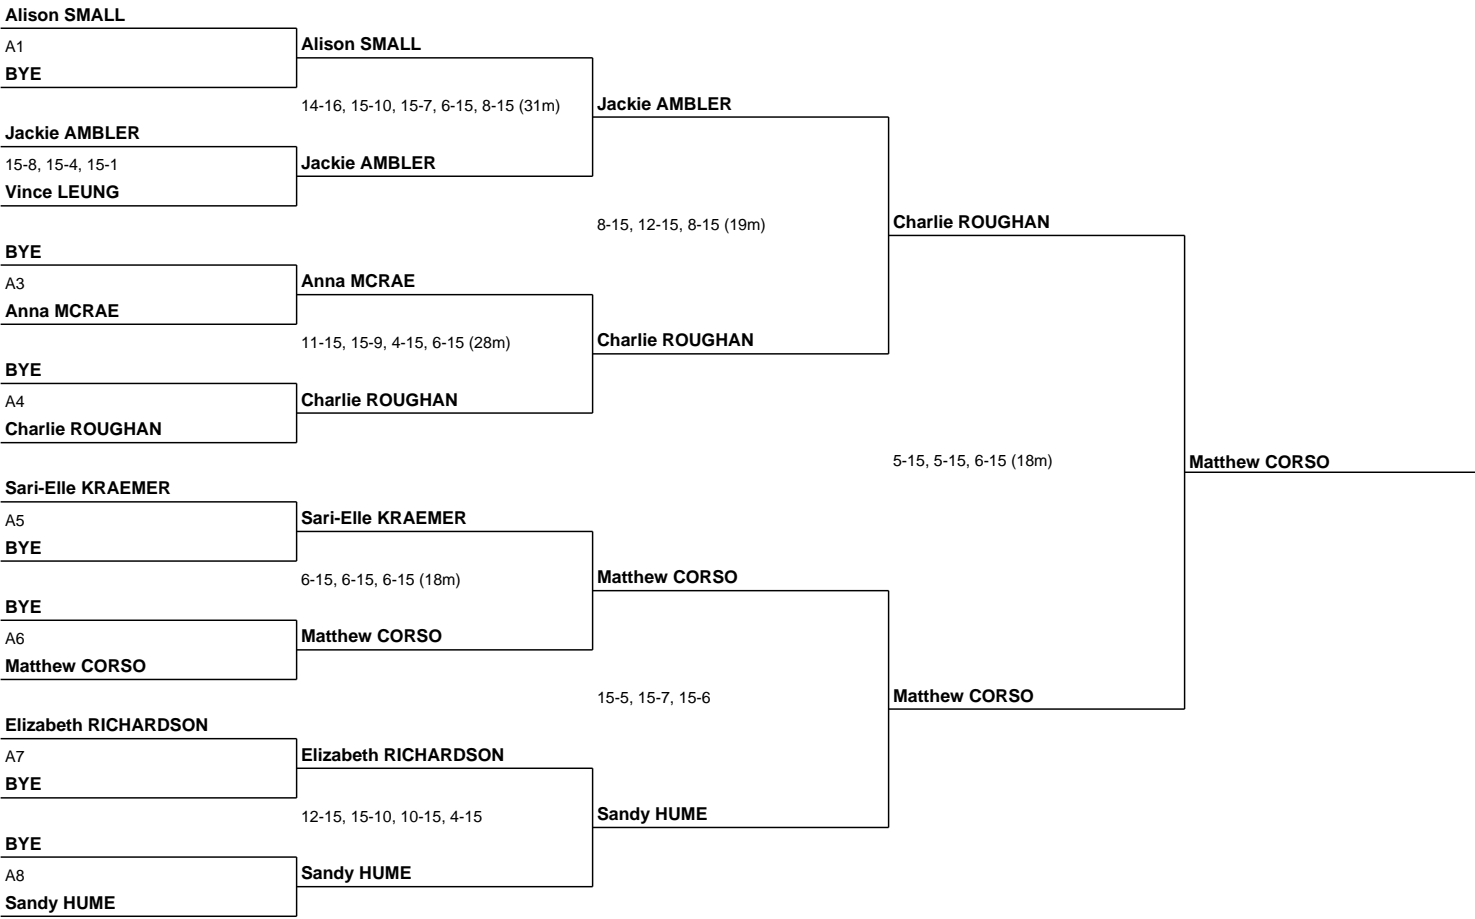 Alison SMALL
A1
BYE
Jackie AMBLER
15-8, 15-4, 15-1
Vince LEUNG
BYE
A3
Anna MCRAE
BYE
A4
Charlie ROUGHAN
Sari-Elle KRAEMER
A5
BYE
BYE
A6
Matthew CORSO
Elizabeth RICHARDSON
A7
BYE
BYE
A8
Sandy HUME
Alison SMALL
14-16, 15-10, 15-7, 6-15, 8-15 (31m)
Jackie AMBLER
Anna MCRAE
11-15, 15-9, 4-15, 6-15 (28m)
Charlie ROUGHAN
Sari-Elle KRAEMER
6-15, 6-15, 6-15 (18m)
Matthew CORSO
Elizabeth RICHARDSON
12-15, 15-10, 10-15, 4-15
Sandy HUME
Jackie AMBLER
8-15, 12-15, 8-15 (19m)
Charlie ROUGHAN
Matthew CORSO
15-5, 15-7, 15-6
Sandy HUME
Charlie ROUGHAN
5-15, 5-15, 6-15 (18m)
Matthew CORSO
Matthew CORSO